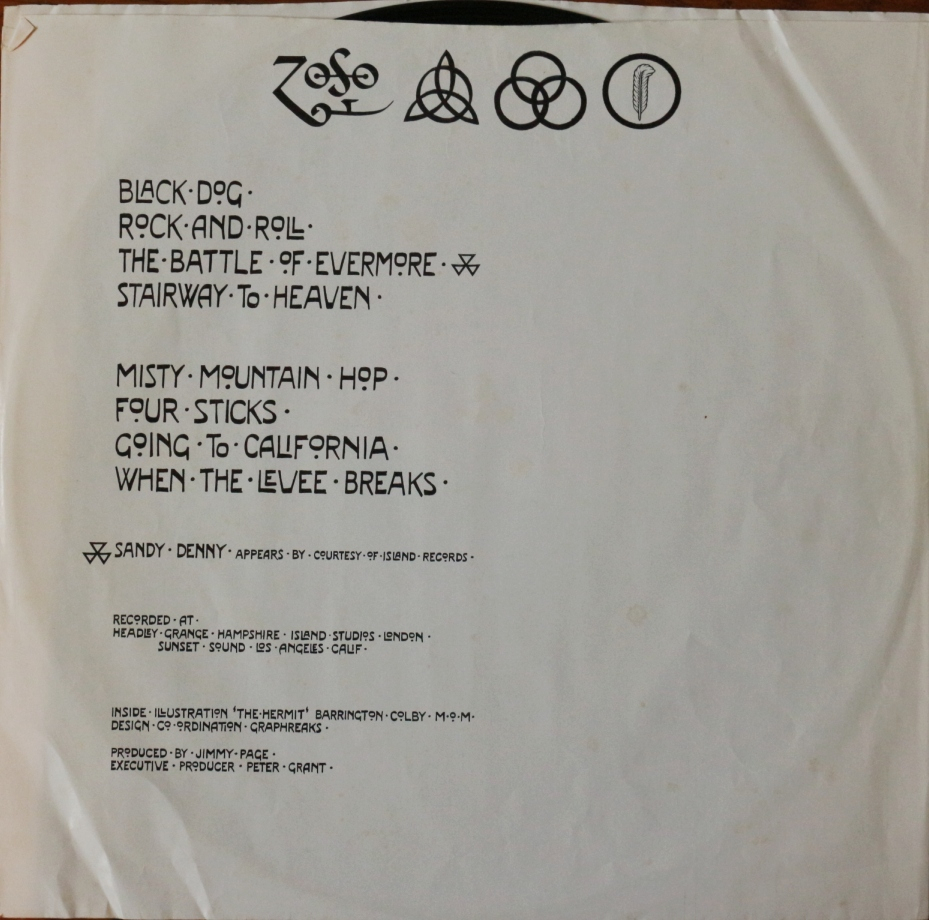 ZoSo
BLACK·DOG·
ROCK·AND·ROLL·
THE·BATTLE·OF·EVERMORE·
STAIRWAY·To·HEAVEN·
MISTY·MOUNTAIN·HOP·
FOUR·STICKS·
GOING·To·CALIFORNIA·
WHEN·THE·LEVEE·BREAKS·
SANDY·DENNY·APPEARS·BY·COURTESY·OF·ISLAND·RECORDS·
RECORDED·AT·
HEADLEY·GRANGE·HAMPSHIRE·ISLAND·STUDIOS·LONDON·
SUNSET·SOUND·LOS·ANGELES·CALIF·
INSIDE·ILLUSTRATION 'THE·HERMIT' BARRINGTON·COLBY·M·O·M·
DESIGN·CO·ORDINATION·GRAPHREAKS·
PRODUCED·BY·JIMMY·PAGE·
EXECUTIVE·PRODUCER·PETER·GRANT·